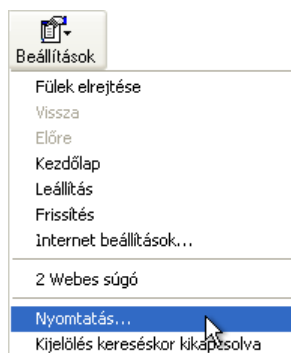 Beállítások
Fülek elrejtése
Vissza
Előre
Kezdőlap
Leállítás
Frissítés
Internet beállítások...
2 Webes súgó
Nyomtatás...
Kijelölés kereséskor kikapcsolva